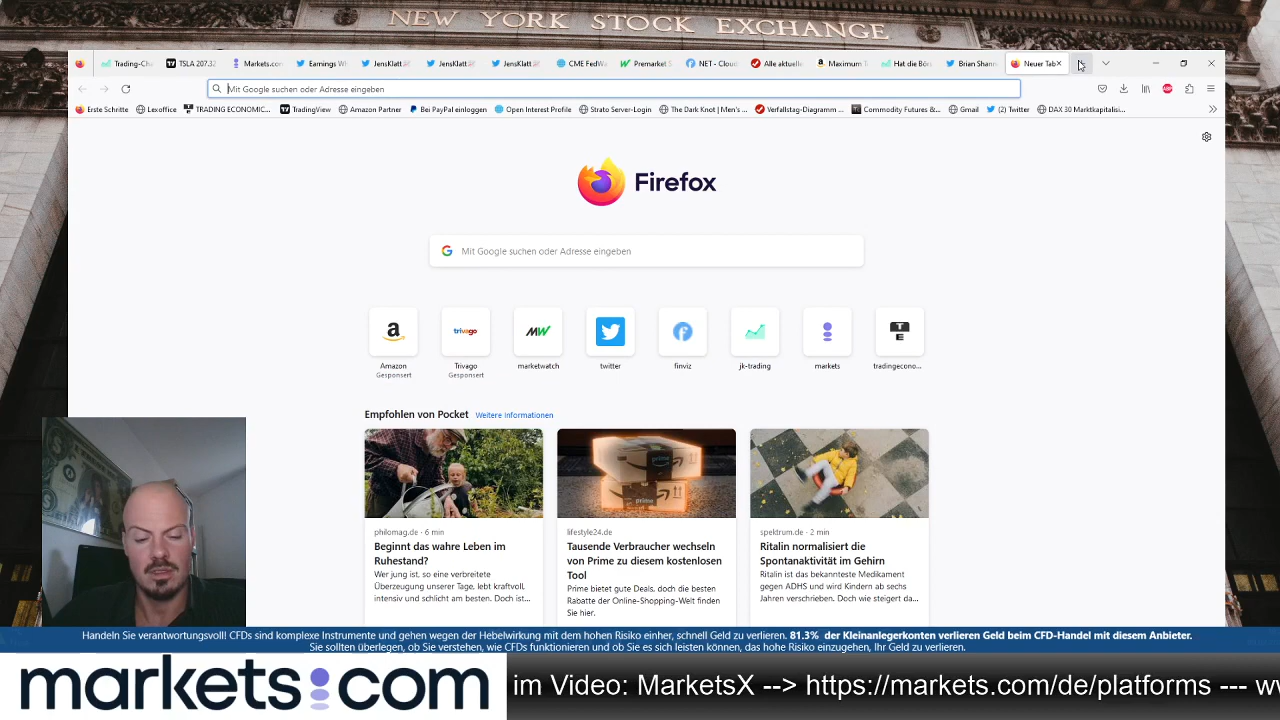 NEW YORK STOCK EXCHANGE
Trading-Ch
TSLA 207.32
Markets.com
Earnings Wh
JensKlatt
JensKlatt
JensKlatt
CME FedW
Premarket S
NET - Cloud
Alle aktuelle
Maximum T
Hat die Bör
Brian Shann
Neuer Tab
Mit Google suchen oder Adresse eingeben
Erste Schritte
Lexoffice
TRADING ECONOMIC...
TradingView
Amazon Partner
Bei PayPal einloggen
Open Interest Profile
Strato Server-Login
The Dark Knot | Men's ...
Verfallstag-Diagramm ...
Commodity Futures &...
Gmail
(2) Twitter
DAX 30 Marktkapitalisi...
Firefox
Mit Google suchen oder Adresse eingeben
a
trivago
MW
T
E
Amazon
Gesponsert
Trivago
Gesponsert
marketwatch
twitter
finviz
jk-trading
markets
tradingecono...
Empfohlen von Pocket Weitere Informationen
prime
philomag.de · 6 min
Beginnt das wahre Leben im
Ruhestand?
Wer jung ist, so eine verbreitete
Überzeugung unserer Tage, lebt kraftvoll,
intensiv und schlicht am besten. Doch ist...
lifestyle24.de
Tausende Verbraucher wechseln
von Prime zu diesem kostenlosen
Tool
Prime bietet gute Deals, doch die besten
Rabatte der Online-Shopping-Welt finden
Sie hier.
spektrum.de · 2 min
Ritalin normalisiert die
Spontanaktivität im Gehirn
Ritalin ist das bekannteste Medikament
gegen ADHS und wird Kindern ab sechs
Jahren verschrieben. Doch wie steigert da...
Handeln Sie verantwortungsvoll! CFDs sind komplexe Instrumente und gehen wegen der Hebelwirkung mit dem hohen Risiko einher, schnell Geld zu verlieren. 81.3% der Kleinanlegerkonten verlieren Geld beim CFD-Handel mit diesem Anbieter.
Sie sollten überlegen, ob Sie verstehen, wie CFDs funktionieren und ob Sie es sich leisten können, das hohe Risiko einzugehen, Ihr Geld zu verlieren.
markets.com
im Video: MarketsX --> https://markets.com/de/platforms --- ww